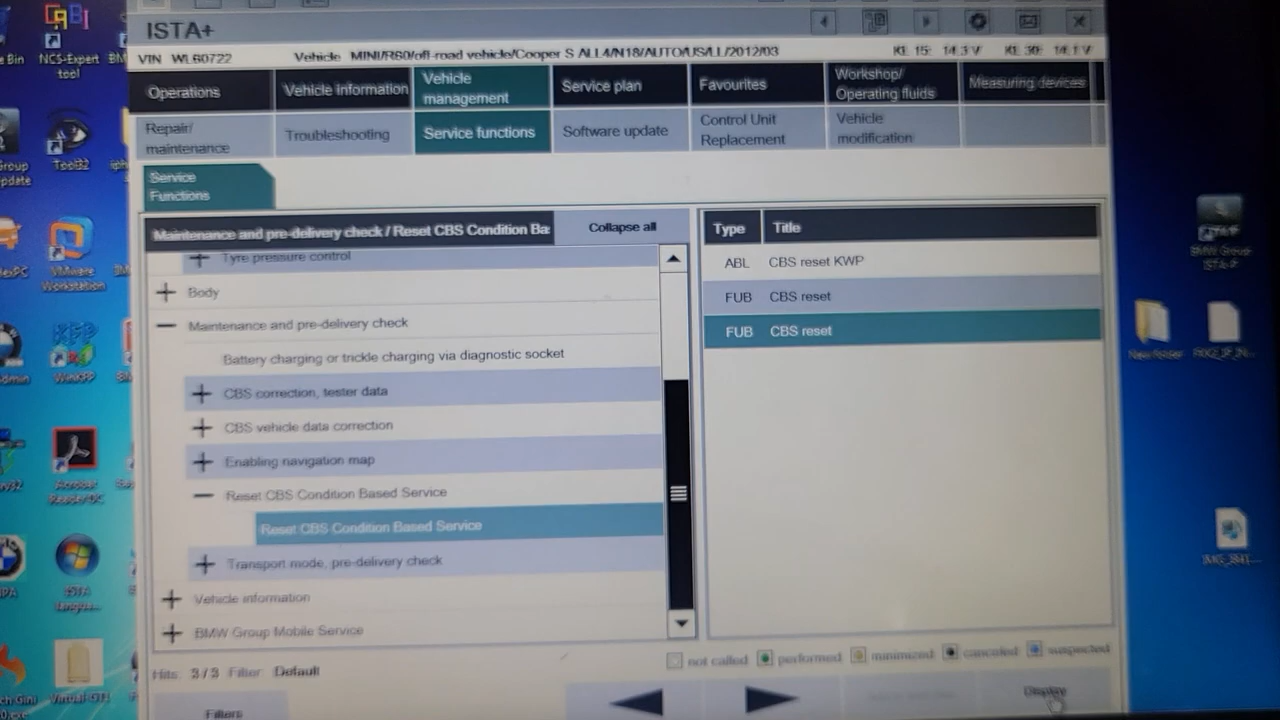 ISTA+
VIN WL60722 Vehicle MINI/R60/off-road vehicle/Cooper S ALL4/N18/AUTO/US/LL/2012/03 Kl. 15: 14.3 V Kl. 30: 14.1 V
Operations
Vehicle information
Vehicle management
Service plan
Favourites
Workshop/ Operating fluids
Measuring devices
Repair/ maintenance
Troubleshooting
Service functions
Software update
Control Unit Replacement
Vehicle modification
Service Functions
Maintenance and pre-delivery check / Reset CBS Condition Ba
Collapse all
Type Title
Tyre pressure control
Body
Maintenance and pre-delivery check
Battery charging or trickle charging via diagnostic socket
CBS correction, tester data
CBS vehicle data correction
Enabling navigation map
Reset CBS Condition Based Service
Reset CBS Condition Based Service
Transport mode, pre-delivery check
Vehicle information
BMW Group Mobile Service
ABL CBS reset KWP
FUB CBS reset
FUB CBS reset
Hits: 3 / 3 Filter Default
not called performed minimized canceled suspected
Filters
Display
NCS-Expert tool
Tool32
VMware Workstation
WinKFP
Acrobat Reader DC
ISTA
Virtual-GT1
BMW Group ISTA-P
New folder